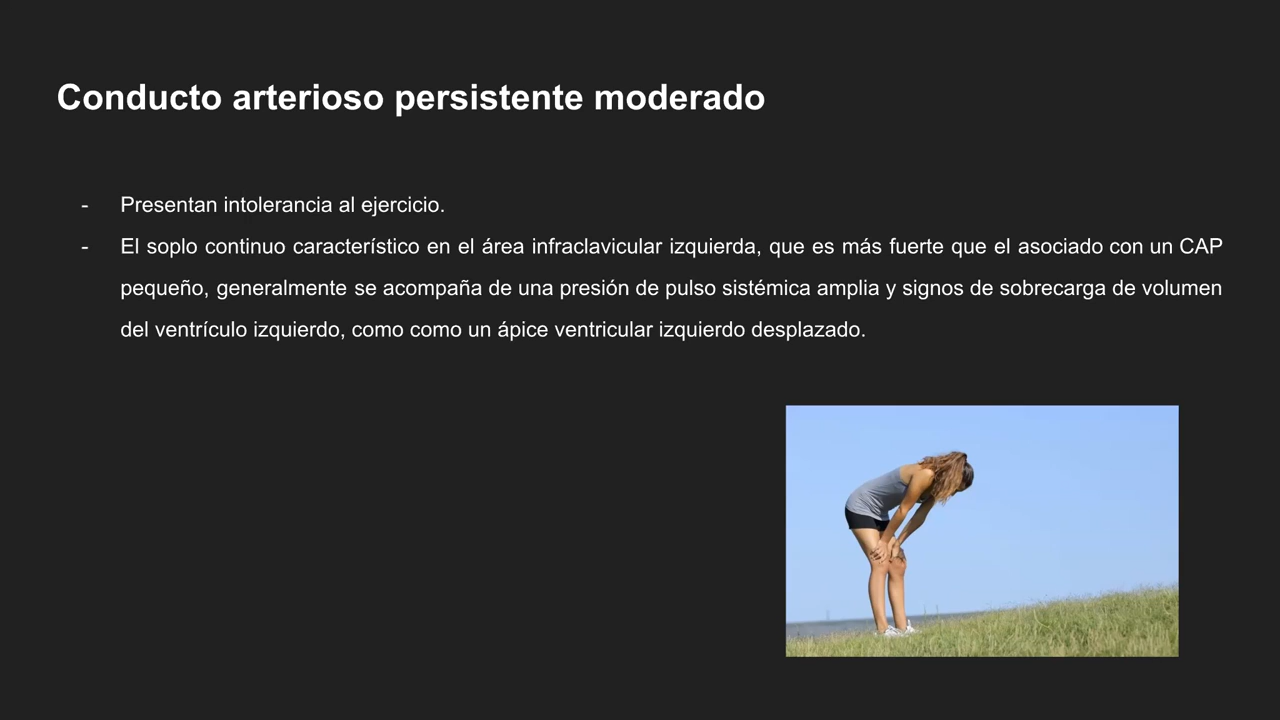 Conducto arterioso persistente moderado
- Presentan intolerancia al ejercicio.
- El soplo continuo característico en el área infraclavicular izquierda, que es más fuerte que el asociado con un CAP
pequeño, generalmente se acompaña de una presión de pulso sistémica amplia y signos de sobrecarga de volumen
del ventrículo izquierdo, como como un ápice ventricular izquierdo desplazado.